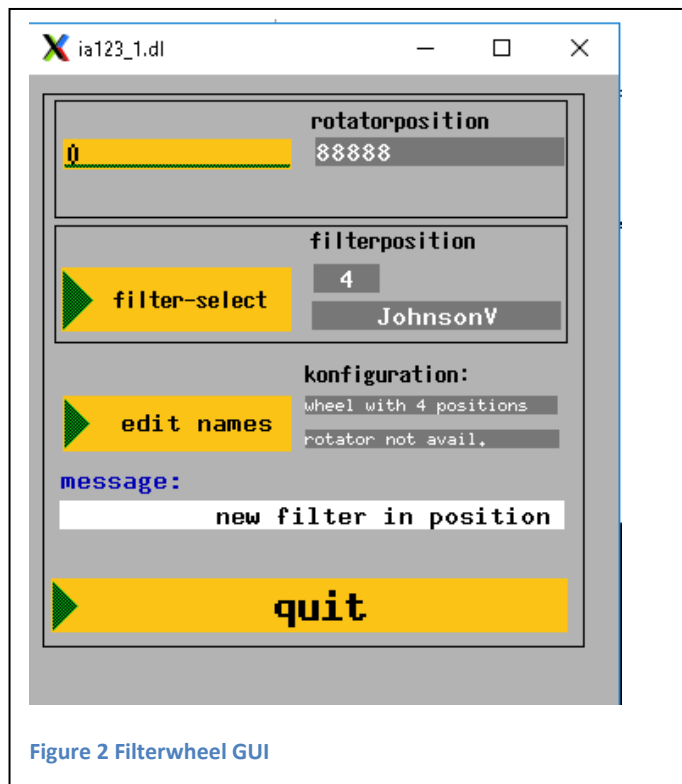 ia123_1.dl
rotatorposition
0
88888
filterposition
4
filter-select
JohnsonV
konfiguration:
wheel with 4 positions
edit names
rotator not avail.
message:
new filter in position
quit
Figure 2 Filterwheel GUI